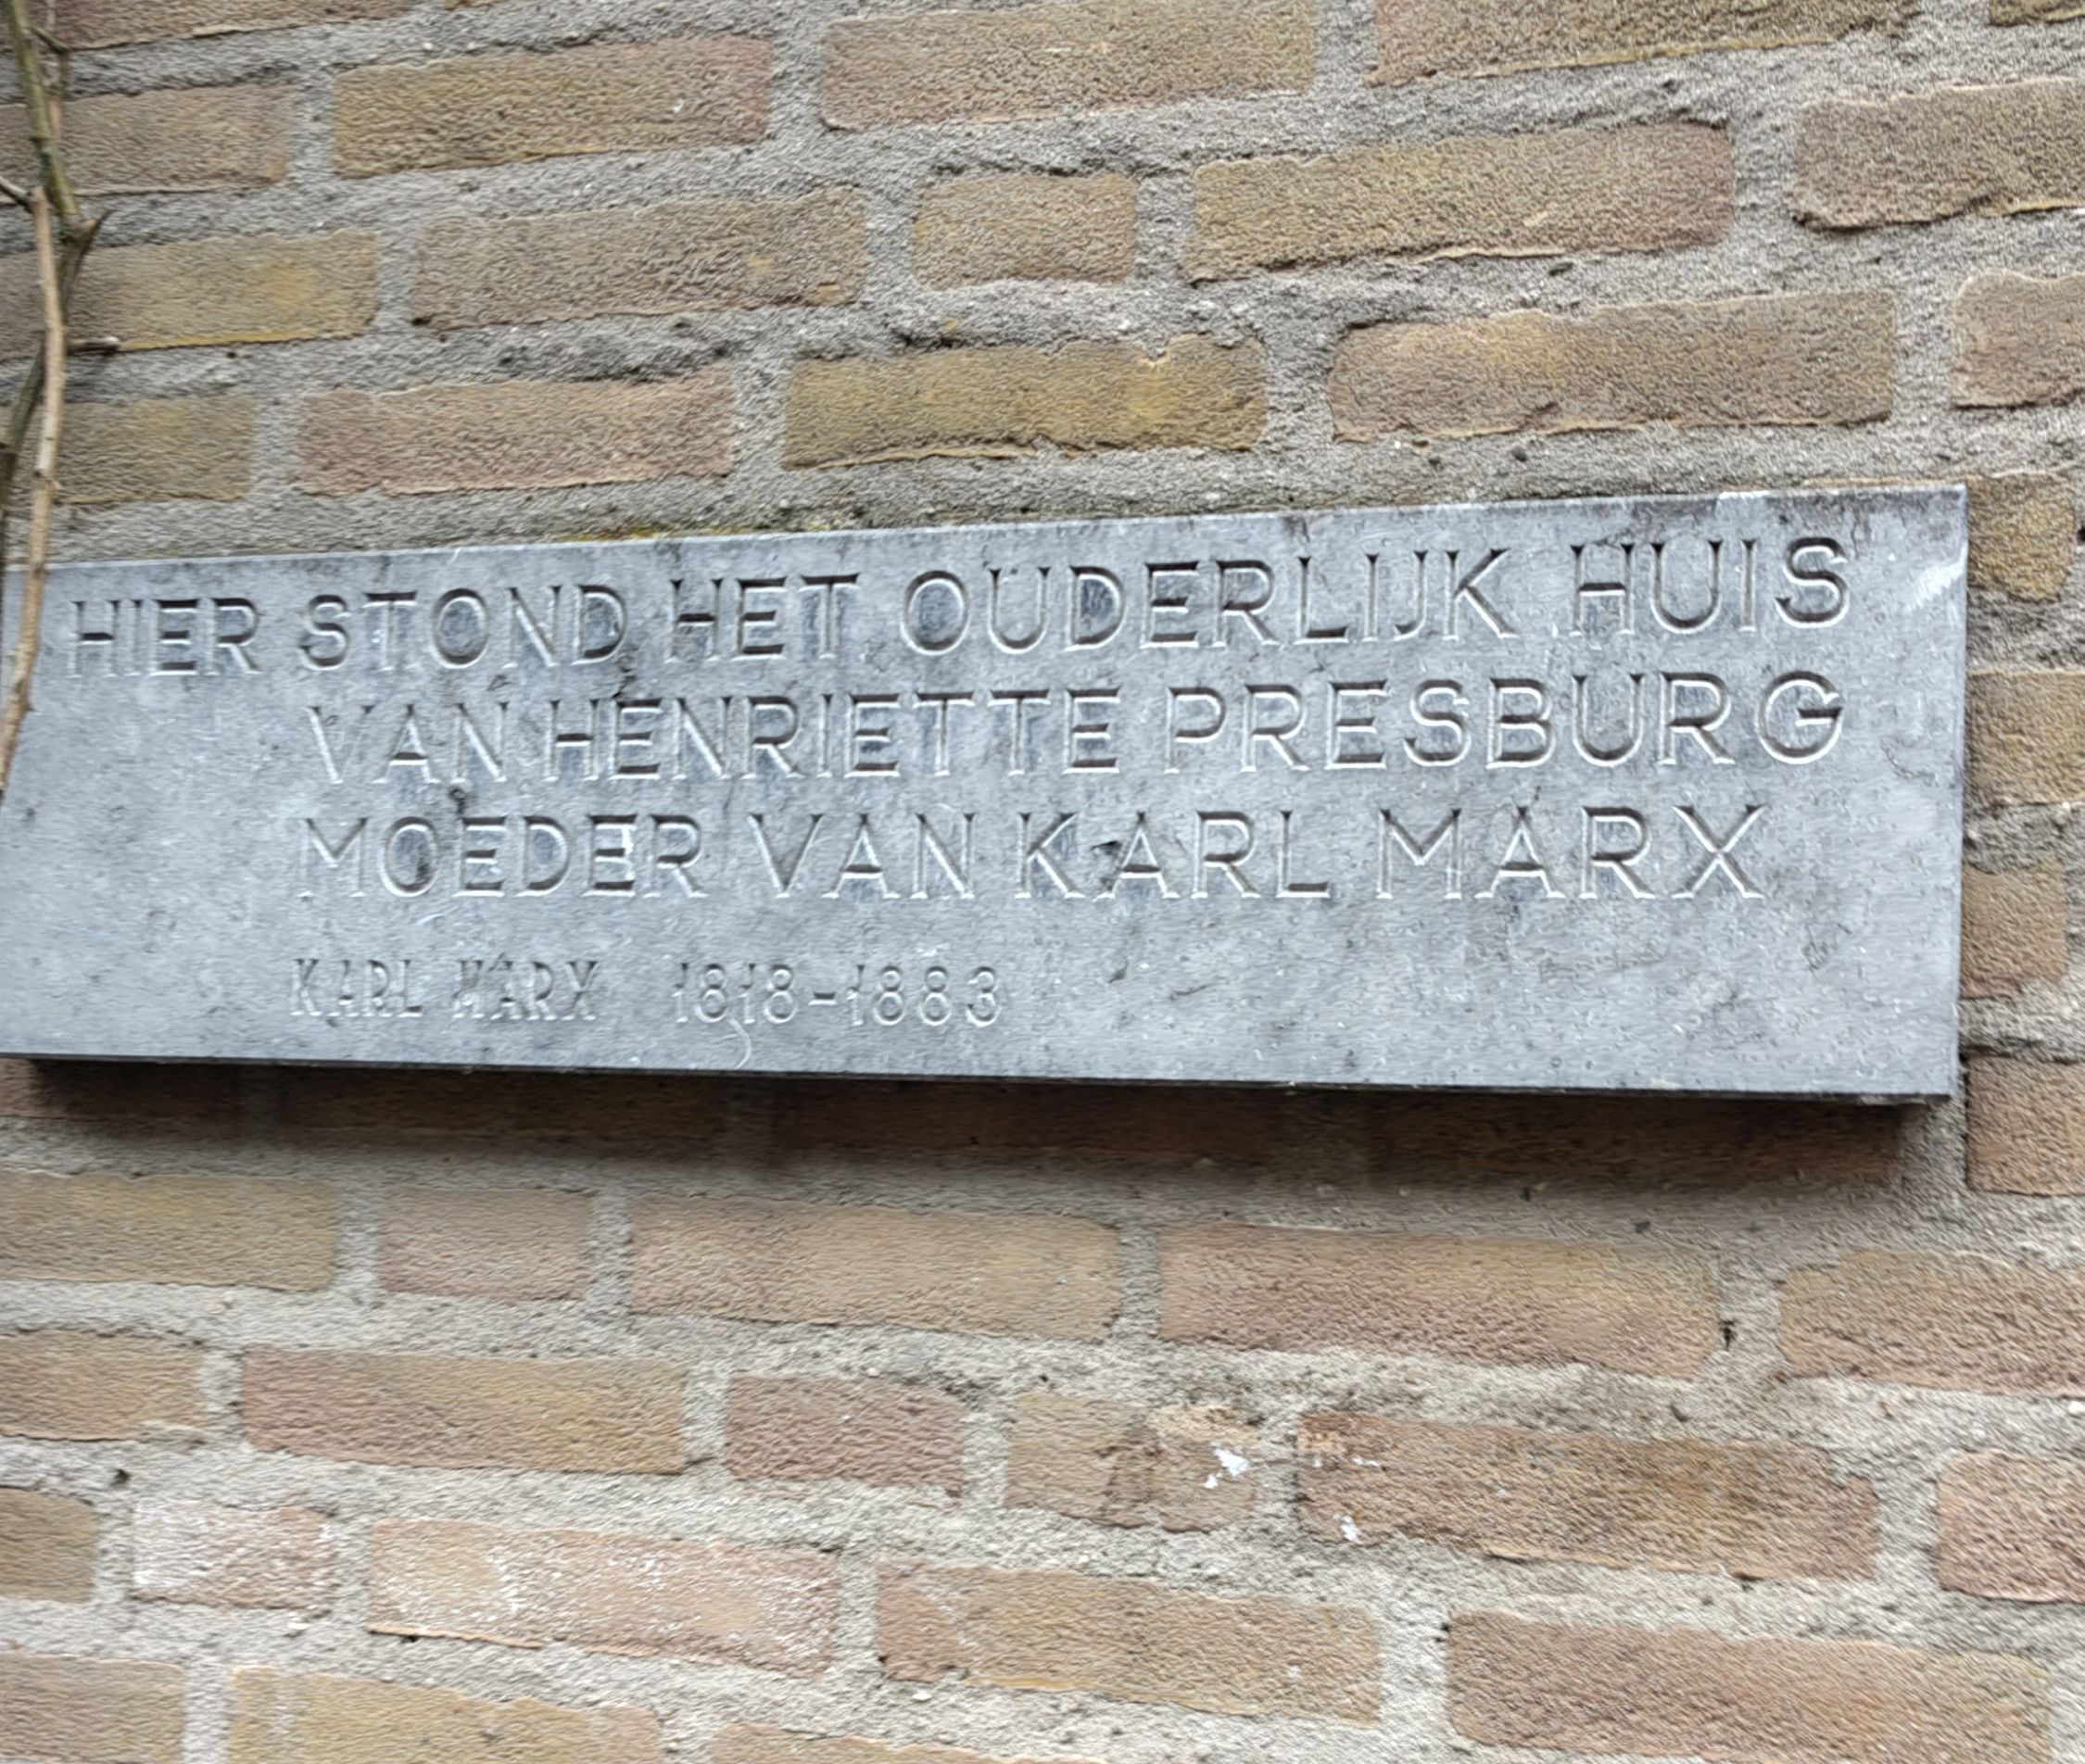 HIER STOND HET OUDERLIJK HUIS
VAN HENRIETTE PRESBURG
MOEDER VAN KARL MARX
KARL MARX 1818-1883